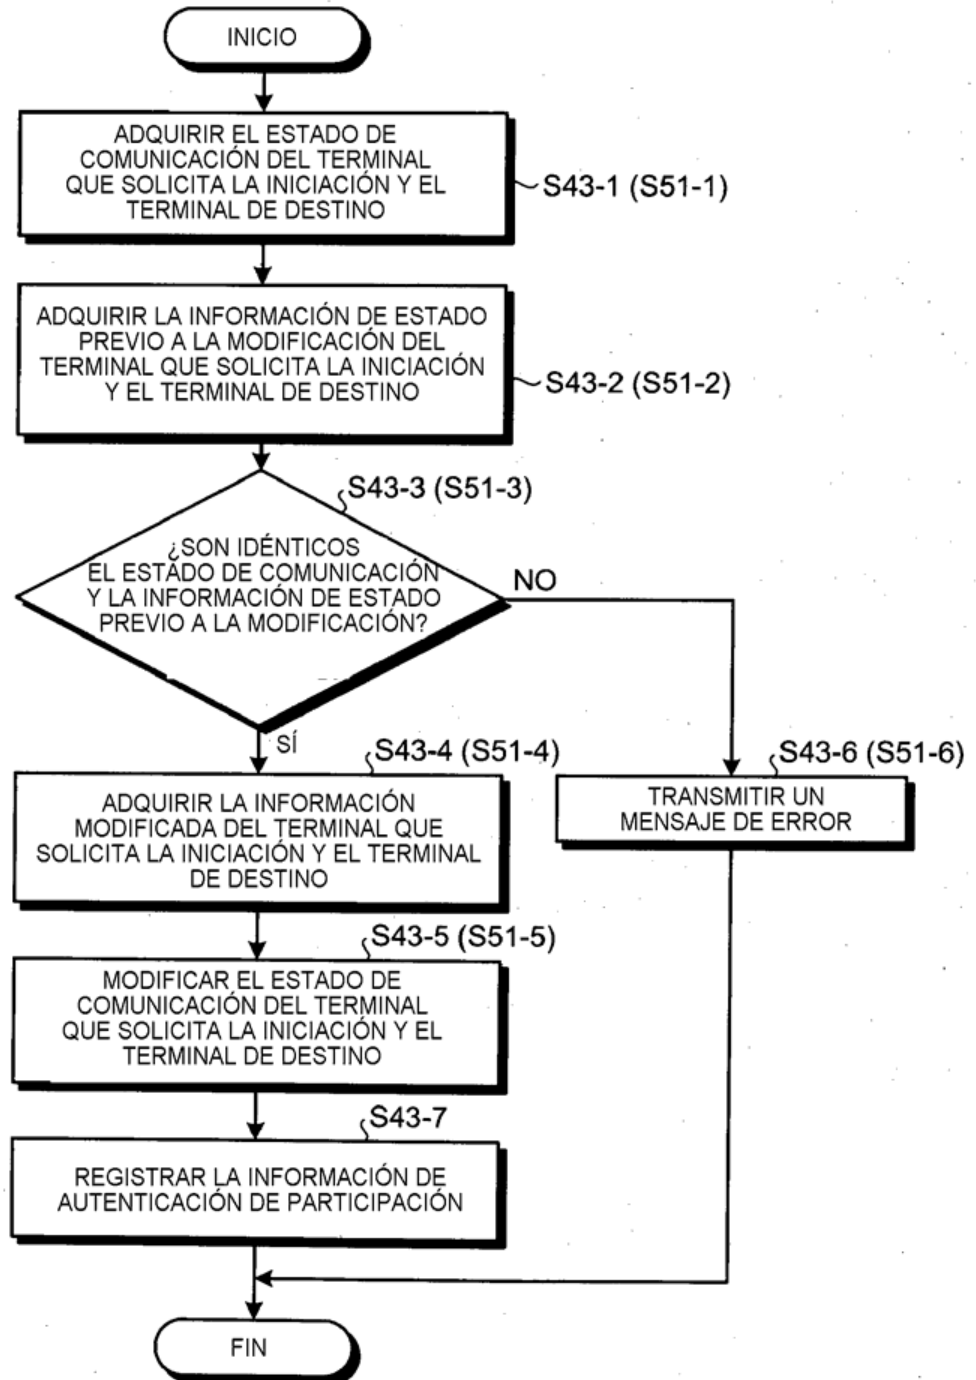 INICIO
ADQUIRIR EL ESTADO DE
COMUNICACIÓN DEL TERMINAL
QUE SOLICITA LA INICIACIÓN Y EL
TERMINAL DE DESTINO
S43-1 (S51-1)
ADQUIRIR LA INFORMACIÓN DE ESTADO
PREVIO A LA MODIFICACIÓN DEL
TERMINAL QUE SOLICITA LA INICIACIÓN
Y EL TERMINAL DE DESTINO
S43-2 (S51-2)
S43-3 (S51-3)
¿SON IDÉNTICOS
EL ESTADO DE COMUNICACIÓN
Y LA INFORMACIÓN DE ESTADO
PREVIO A LA MODIFICACIÓN?
NO
SÍ
S43-4 (S51-4)
ADQUIRIR LA INFORMACIÓN
MODIFICADA DEL TERMINAL QUE
SOLICITA LA INICIACIÓN Y EL TERMINAL
DE DESTINO
S43-6 (S51-6)
TRANSMITIR UN
MENSAJE DE ERROR
S43-5 (S51-5)
MODIFICAR EL ESTADO DE
COMUNICACIÓN DEL TERMINAL
QUE SOLICITA LA INICIACIÓN Y EL
TERMINAL DE DESTINO
S43-7
REGISTRAR LA INFORMACIÓN DE
AUTENTICACIÓN DE PARTICIPACIÓN
FIN